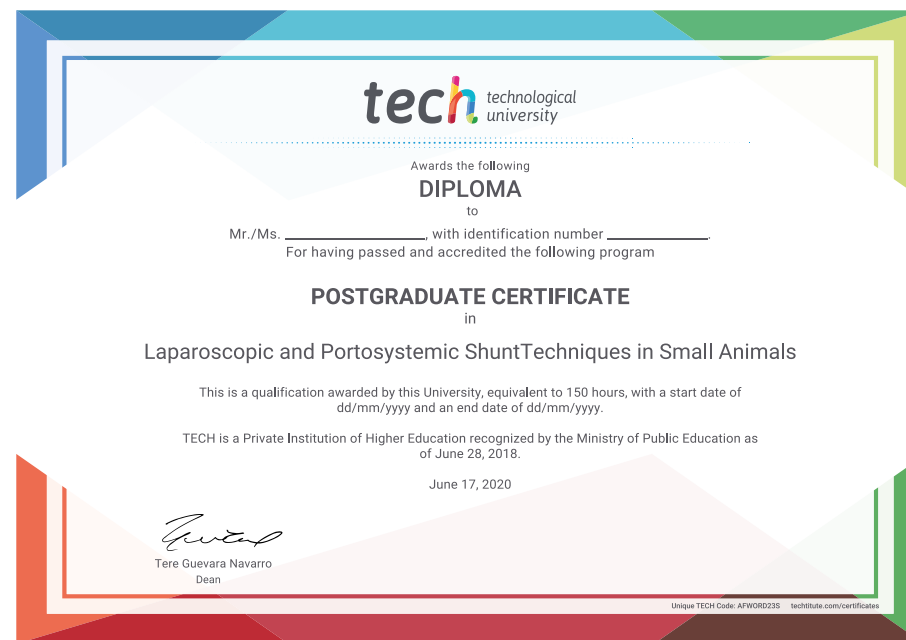 tech technological
university
Awards the following
DIPLOMA
to
Mr./Ms. ____________________, with identification number ______________.
For having passed and accredited the following program
POSTGRADUATE CERTIFICATE
in
Laparoscopic and Portosystemic ShuntTechniques in Small Animals
This is a qualification awarded by this University, equivalent to 150 hours, with a start date of
dd/mm/yyyy and an end date of dd/mm/yyyy.
TECH is a Private Institution of Higher Education recognized by the Ministry of Public Education as
of June 28, 2018.
June 17, 2020
Tere Guevara Navarro
Dean
Unique TECH Code: AFWORD23S techtitute.com/certificates